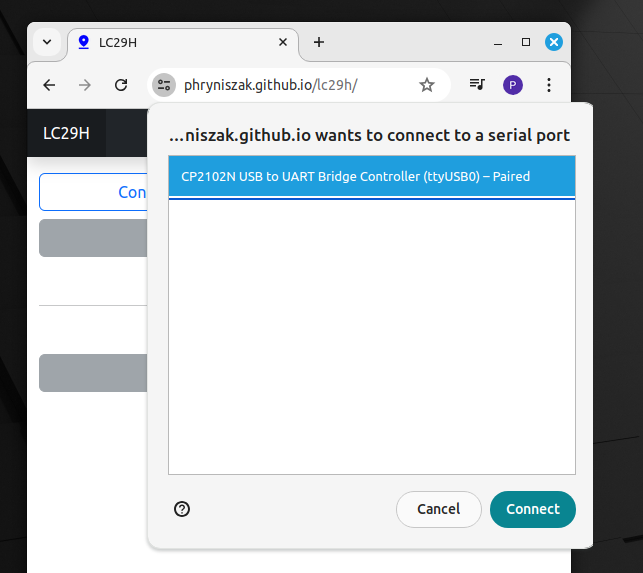 LC29H
phryniszak.github.io/lc29h/
P
LC29H
...niszak.github.io wants to connect to a serial port
CP2102N USB to UART Bridge Controller (ttyUSB0) – Paired
Con
Cancel
Connect